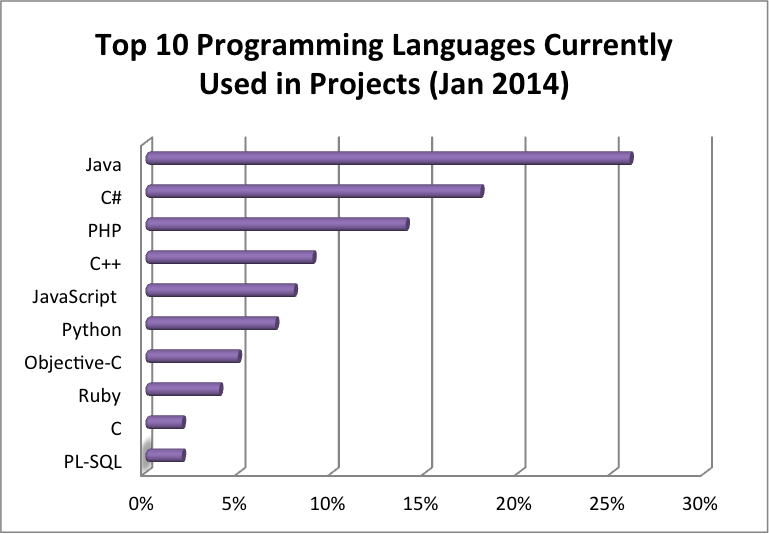 Top 10 Programming Languages Currently
Used in Projects (Jan 2014)
Java
C#
PHP
C++
JavaScript
Python
Objective-C
Ruby
C
PL-SQL
0% 5% 10% 15% 20% 25% 30%